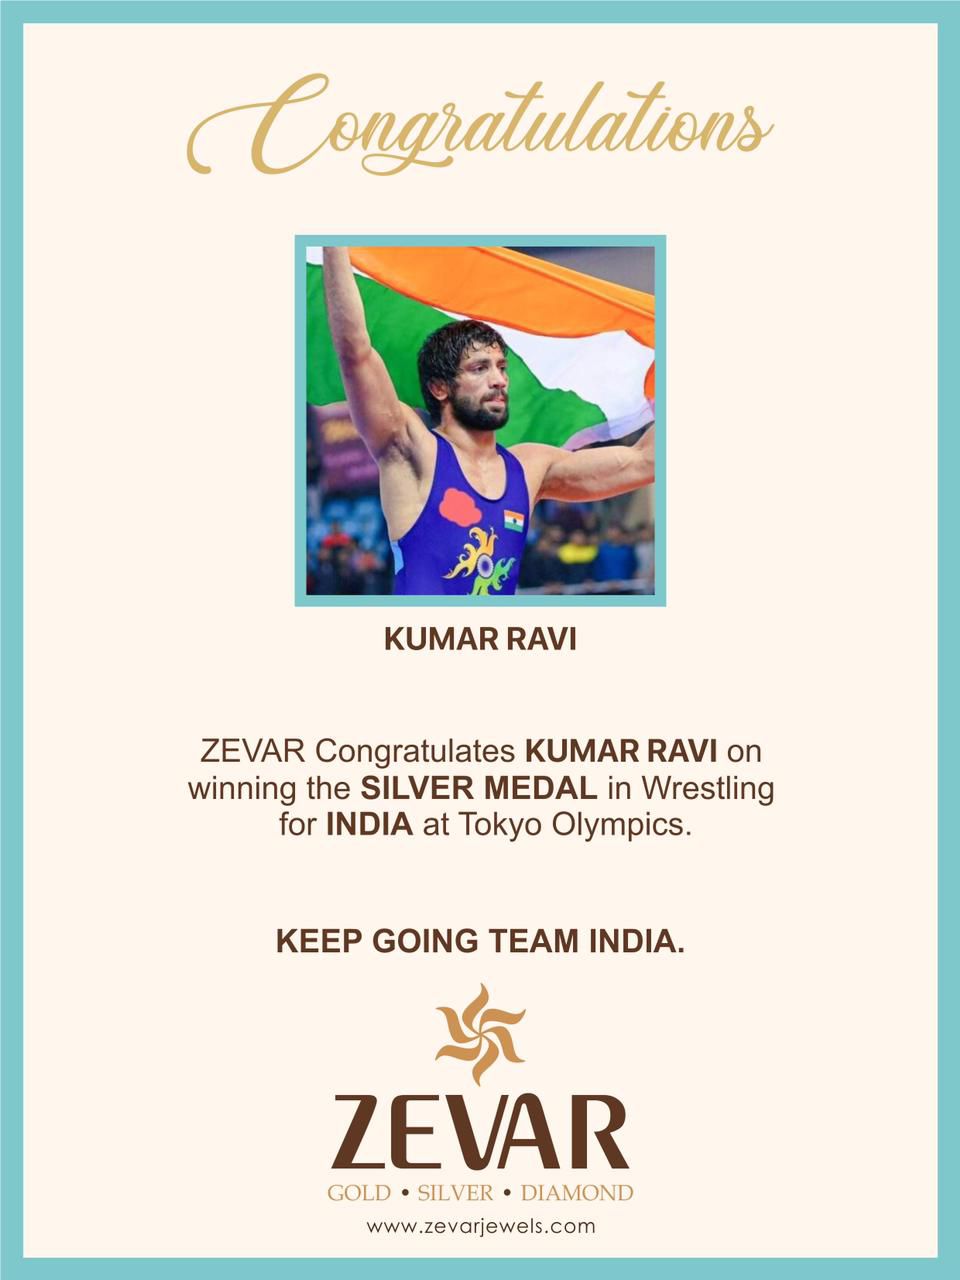 Congratulations
KUMAR RAVI
ZEVAR Congratulates KUMAR RAVI on
winning the SILVER MEDAL in Wrestling
for INDIA at Tokyo Olympics.
KEEP GOING TEAM INDIA.
ZEVAR
GOLD • SILVER • DIAMOND
www.zevarjewels.com